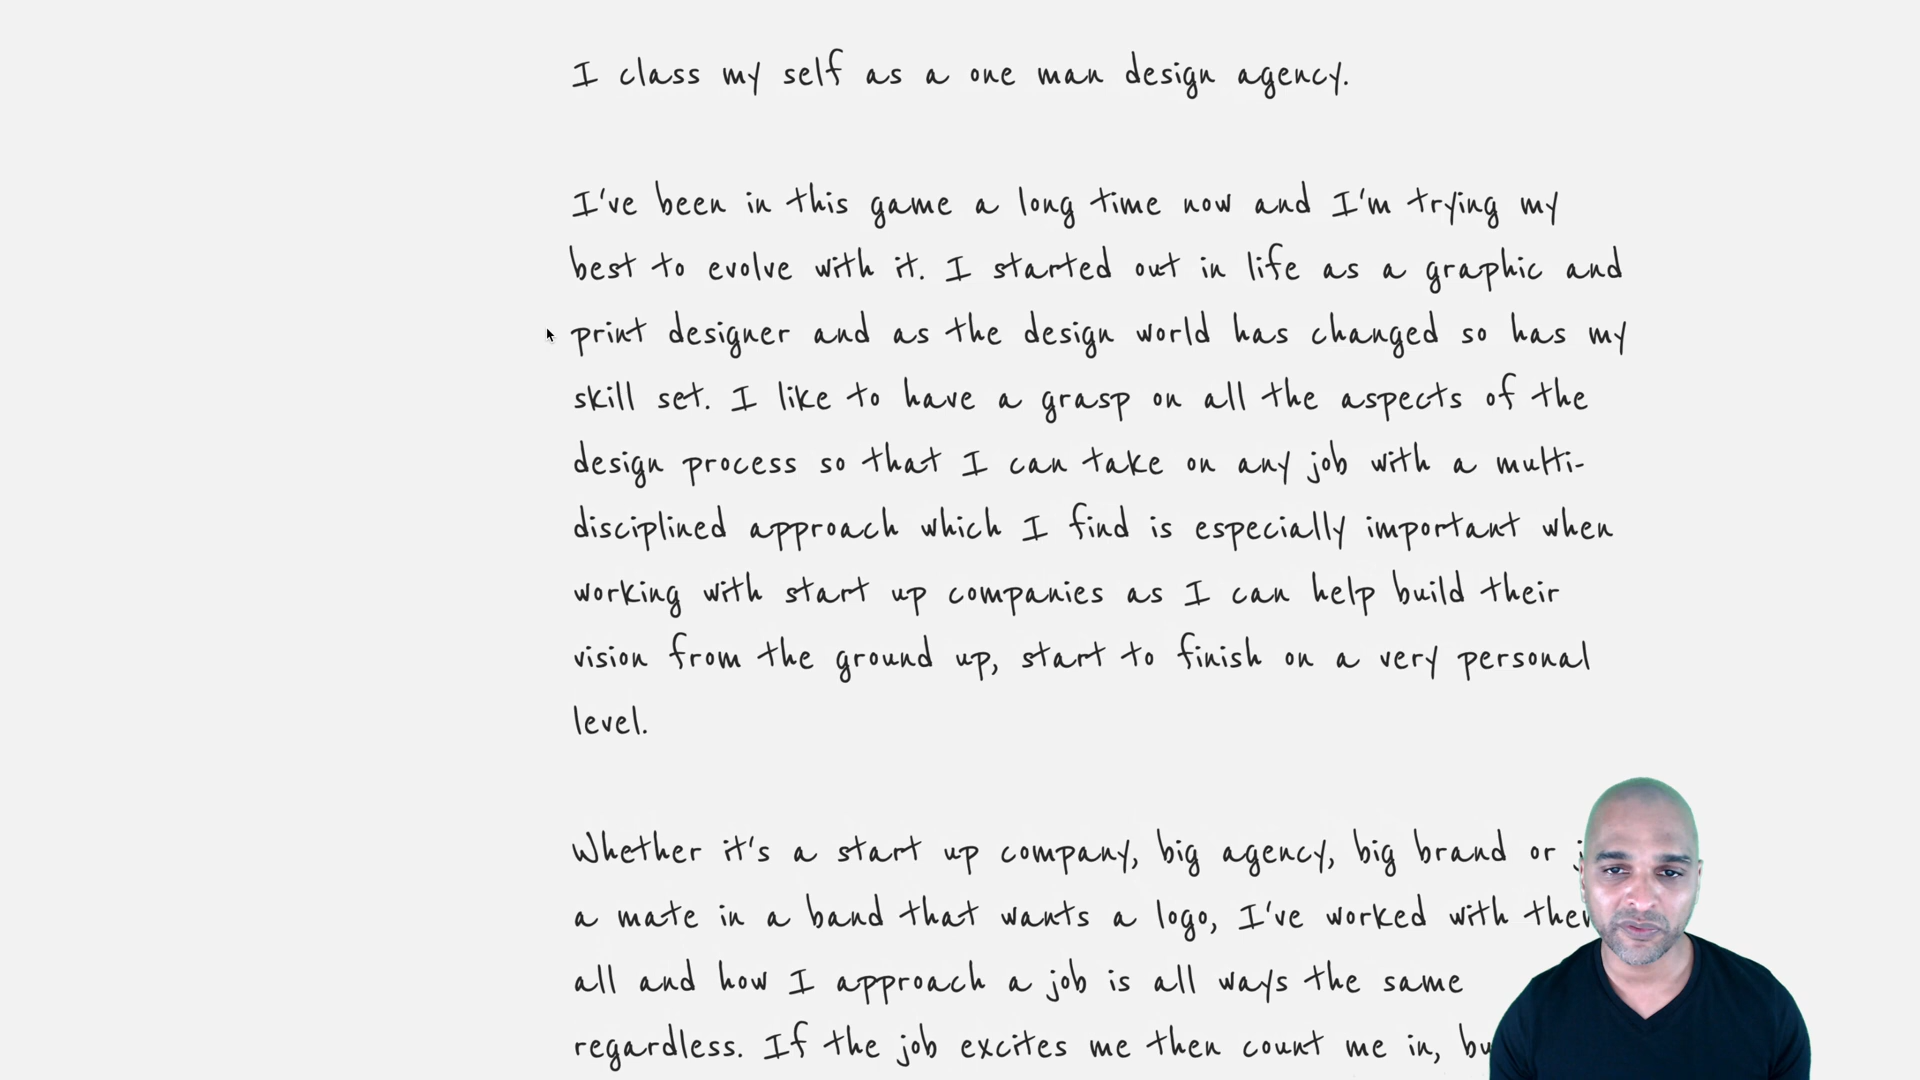 I class my self as a one man design agency.
I've been in this game a long time now and I'm trying my
best to evolve with it. I started out in life as a graphic and
print designer and as the design world has changed so has my
skill set. I like to have a grasp on all the aspects of the
design process so that I can take on any job with a multi-
disciplined approach which I find is especially important when
working with start up companies as I can help build their
vision from the ground up, start to finish on a very personal
level.
Whether it's a start up company, big agency, big brand or
a mate in a band that wants a logo, I've worked with
all and how I approach a job is all ways the same
regardless. If the job excites me then count me in,